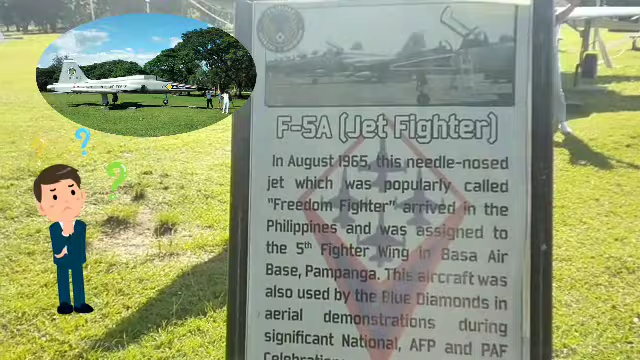 F-5A (Jet Fighter)
In August 1965, this needle-nosed
jet which was popularly called
"Freedom Fighter" arrived in the
Philippines and was assigned to
the 5th Fighter Wing in Basa Air
Base, Pampanga. This aircraft was
also used by the Blue Diamonds in
aerial demonstrations during
significant National, AFP and PAF
? ? ?